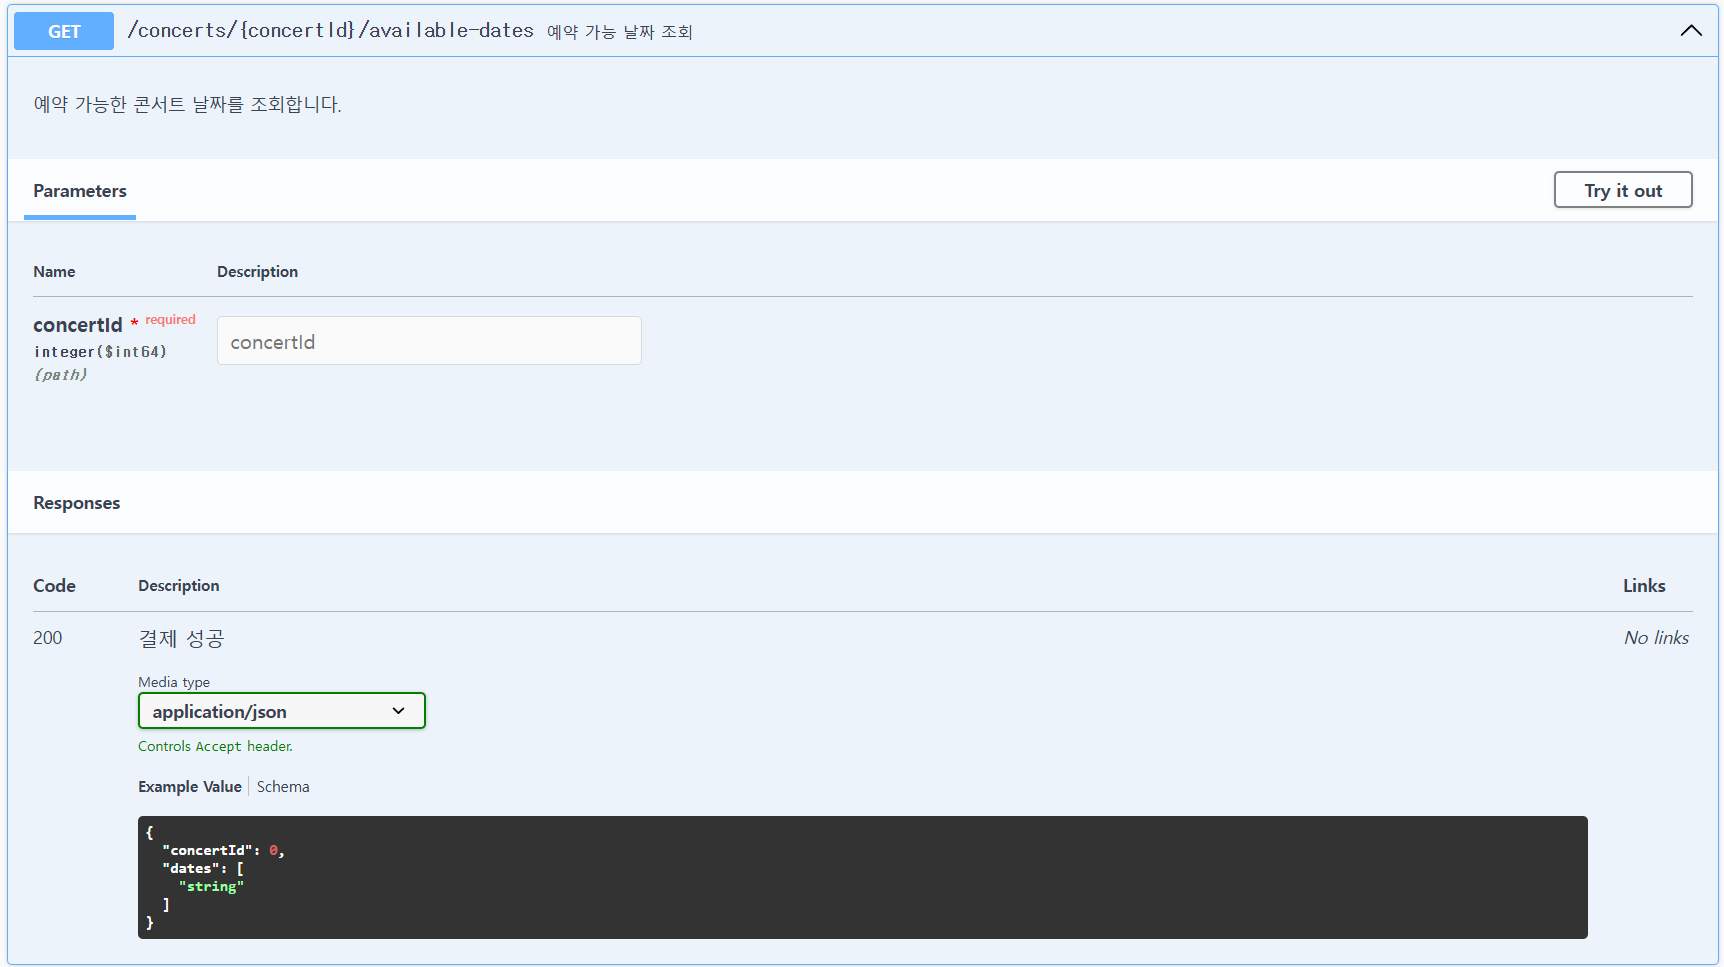 GET /concerts/{concertId}/available-dates 예약 가능 날짜 조회
예약 가능한 콘서트 날짜를 조회합니다.
Parameters Try it out
Name Description
concertId * required concertId
integer($int64)
(path)
Responses
Code Description Links
200 결제 성공 No links
Media type
application/json
Controls Accept header.
Example Value Schema
{
"concertId": 0,
"dates": [
"string"
]
}